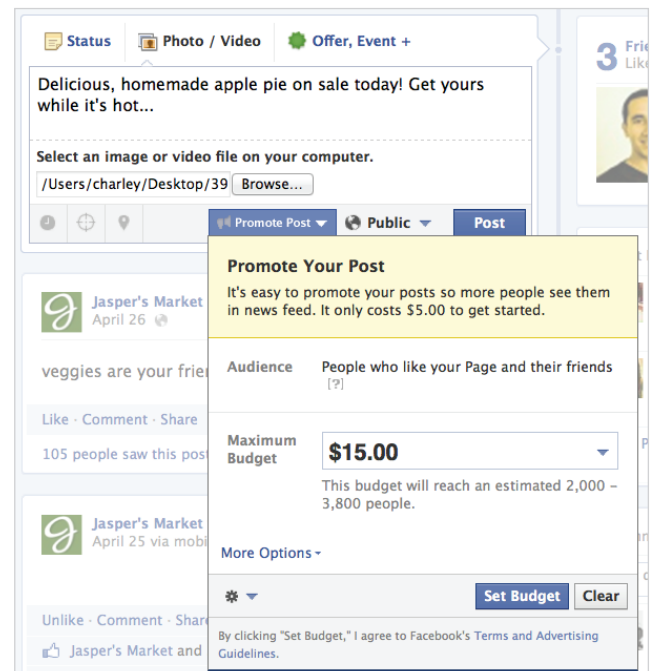 Status Photo / Video Offer, Event +
3
Like
Delicious, homemade apple pie on sale today! Get yours
while it's hot...
Select an image or video file on your computer.
/Users/charley/Desktop/39 Browse...
Promote Post Public Post
Promote Your Post
It's easy to promote your posts so more people see them
in news feed. It only costs $5.00 to get started.
Jasper's Market
April 26
Audience People who like your Page and their friends
[?]
veggies are your frie
Like · Comment · Share
105 people saw this post
Maximum
Budget
$15.00
This budget will reach an estimated 2,000 –
3,800 people.
Jasper's Market
April 25 via mobi
More Options
Set Budget Clear
Unlike · Comment · Share
By clicking "Set Budget," I agree to Facebook's Terms and Advertising
Guidelines.
Jasper's Market and